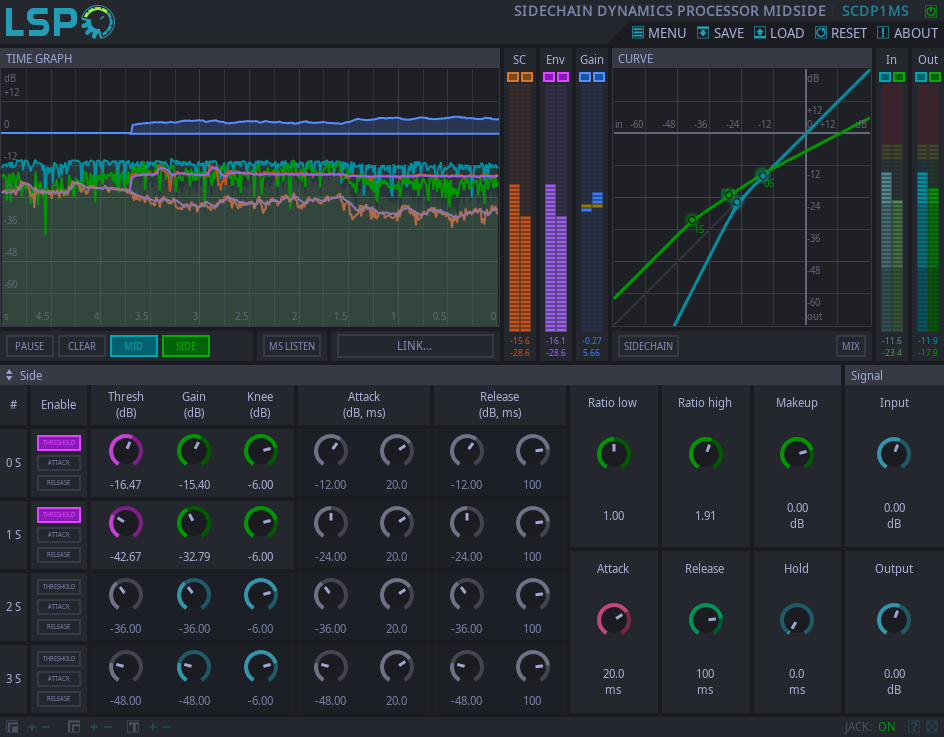 LSP
SIDECHAIN DYNAMICS PROCESSOR MIDSIDE SCDP1MS
MENU SAVE LOAD RESET ABOUT
TIME GRAPH SC Env Gain CURVE In Out
dB
+12
0
-12
-36
-48
-60
s 4.5 4 3.5 3 2.5 2 1.5 1 0.5 0
dB
+12
in -60 -48 -36 -24 -12 0 +12 dB
-12
-24
-36
-48
-60
out
0S
1S
PAUSE CLEAR MID SIDE MS LISTEN LINK... SIDECHAIN MIX
-15.6 -16.1 -0.27 -11.6 -11.9
-28.6 -28.6 5.66 -23.4 -17.9
Side Signal
# Enable Thresh (dB) Gain (dB) Knee (dB) Attack (dB, ms) Release (dB, ms) Ratio low Ratio high Makeup Input
0 S THRESHOLD ATTACK RELEASE
-16.47 -15.40 -6.00 -12.00 20.0 -12.00 100
1.00 1.91 0.00 dB 0.00 dB
1 S THRESHOLD ATTACK RELEASE
-42.67 -32.79 -6.00 -24.00 20.0 -24.00 100
Attack Release Hold Output
2 S THRESHOLD ATTACK RELEASE
-36.00 -36.00 -6.00 -36.00 20.0 -36.00 100
3 S THRESHOLD ATTACK RELEASE
-48.00 -48.00 -6.00 -48.00 20.0 -48.00 100
20.0 ms 100 ms 0.0 ms 0.00 dB
JACK: ON